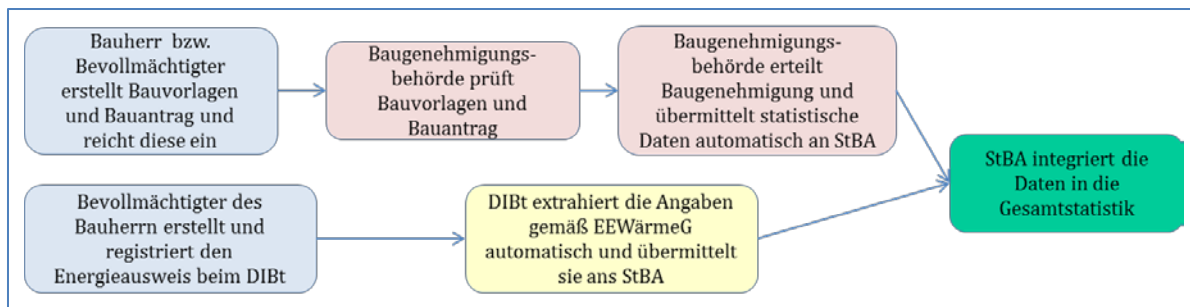 Bauherr bzw.
Bevollmächtigter
erstellt Bauvorlagen
und Bauantrag und
reicht diese ein
Baugenehmigungs-
behörde prüft
Bauvorlagen und
Bauantrag
Baugenehmigungs-
behörde erteilt
Baugenehmigung und
übermittelt statistische
Daten automatisch an StBA
StBA integriert die
Daten in die
Gesamtstatistik
Bevollmächtigter des
Bauherrn erstellt und
registriert den
Energieausweis beim DIBt
DIBt extrahiert die Angaben
gemäß EEWärmeG
automatisch und übermittelt
sie ans StBA